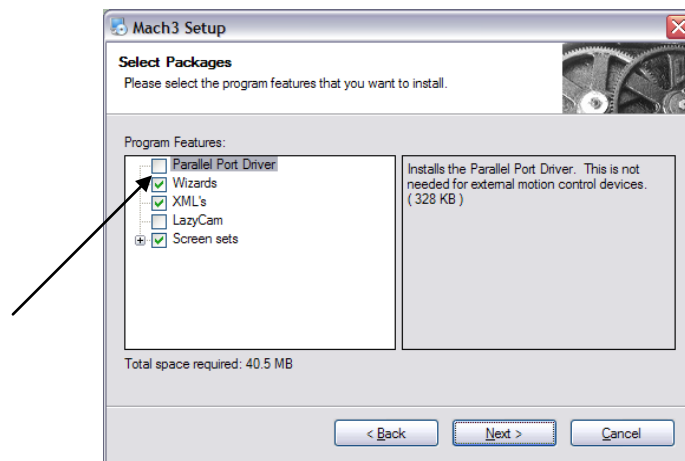 Mach3 Setup
Select Packages
Please select the program features that you want to install.
Program Features:
Parallel Port Driver
Wizards
XML's
LazyCam
Screen sets
Installs the Parallel Port Driver. This is not
needed for external motion control devices.
( 328 KB )
Total space required: 40.5 MB
< Back
Next >
Cancel